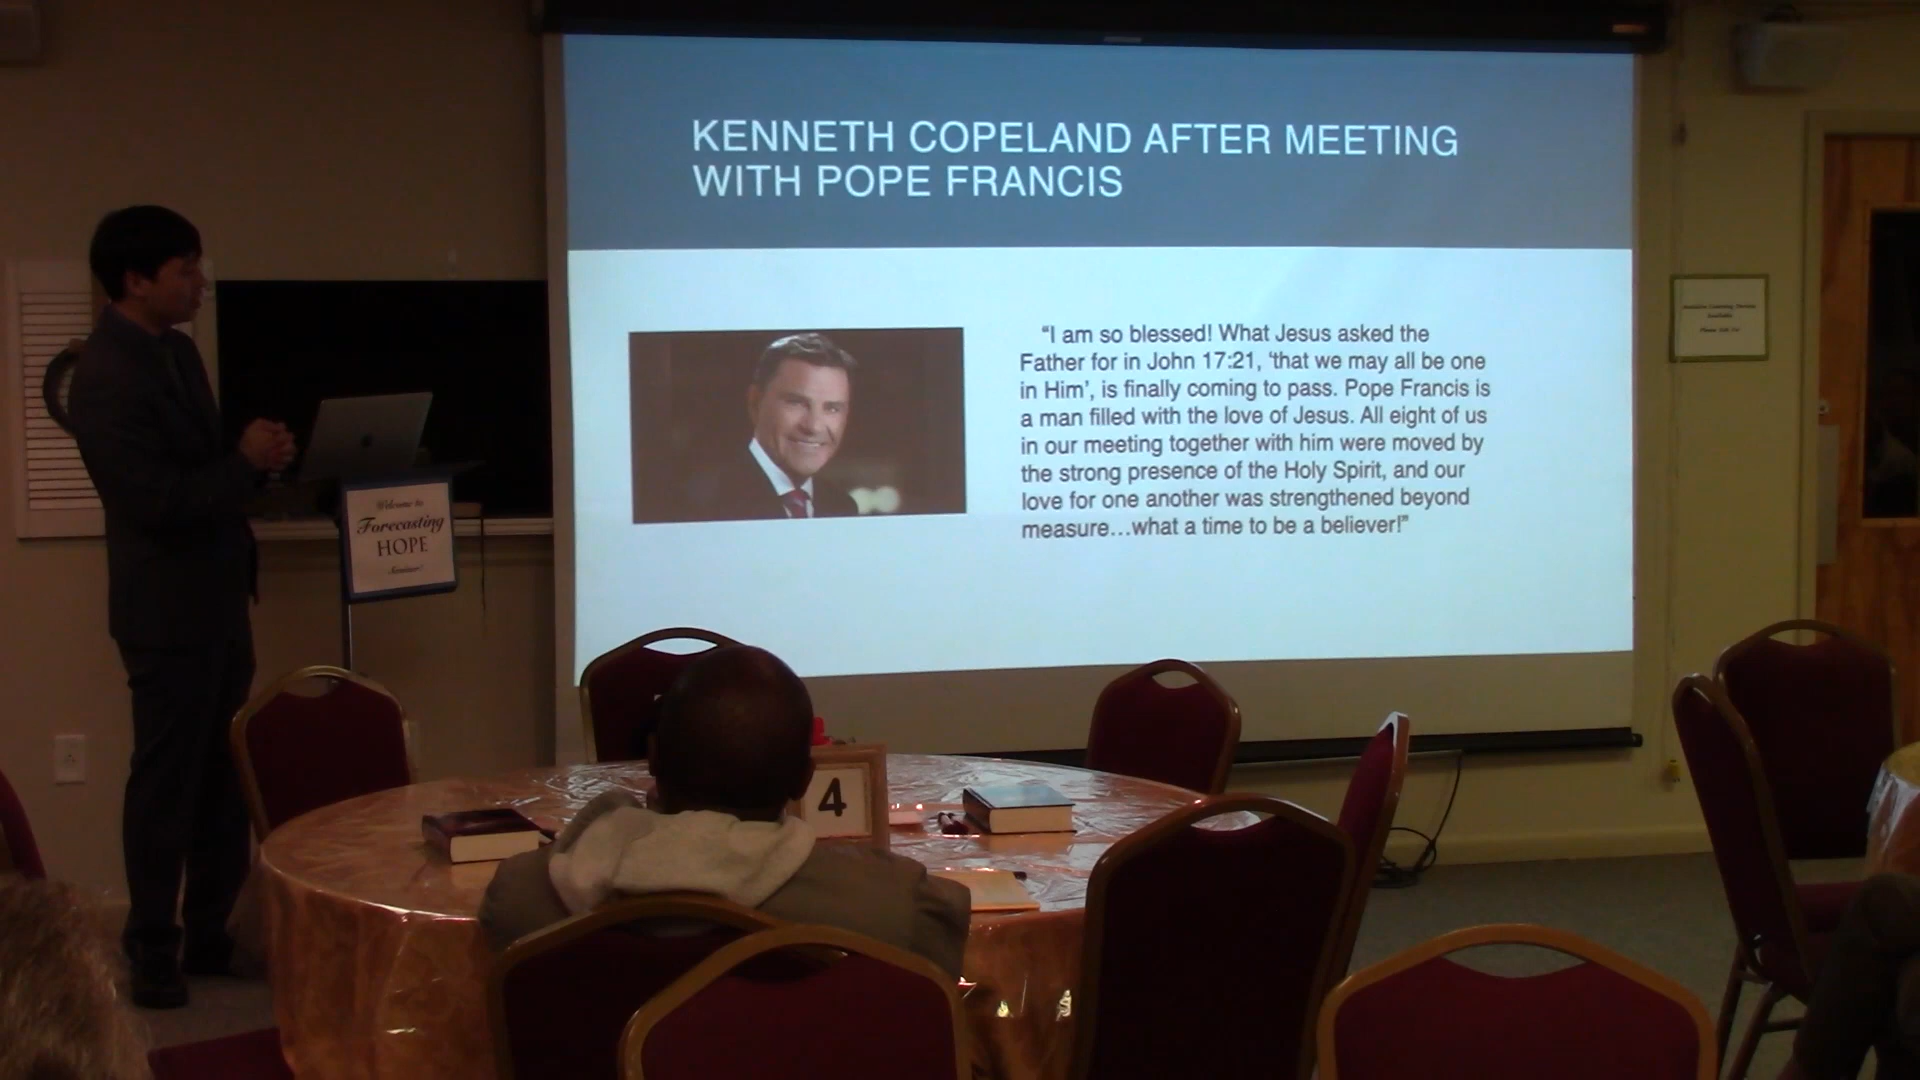 KENNETH COPELAND AFTER MEETING
WITH POPE FRANCIS
“I am so blessed! What Jesus asked the
Father for in John 17:21, ‘that we may all be one
in Him’, is finally coming to pass. Pope Francis is
a man filled with the love of Jesus. All eight of us
in our meeting together with him were moved by
the strong presence of the Holy Spirit, and our
love for one another was strengthened beyond
measure…what a time to be a believer!”
Welcome to
Forecasting
HOPE
Seminar!
4